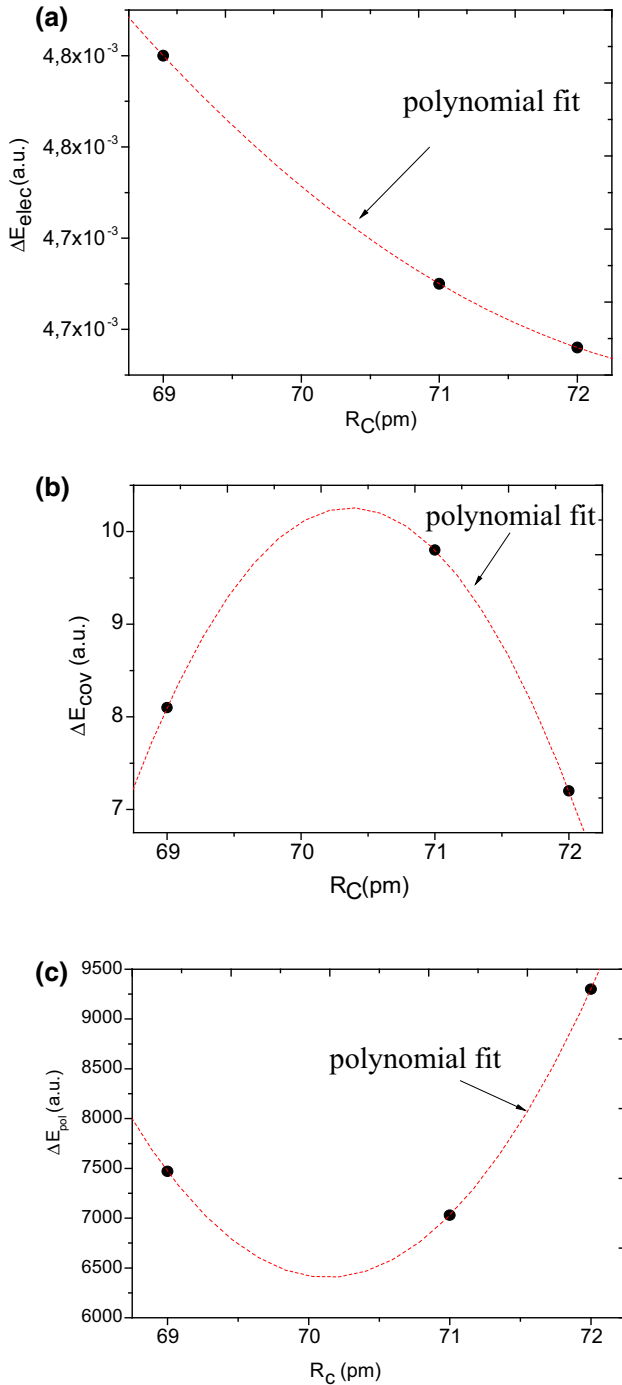 (a)
4,8x10⁻³
polynomial fit
4,8x10⁻³
4,7x10⁻³
4,7x10⁻³
ΔE_elec (a.u.)
69 70 71 72
R_C(pm)
(b)
10
polynomial fit
8
7
ΔE_cov (a.u.)
69 70 71 72
R_C(pm)
(c)
9500
9000
8500
polynomial fit
8000
7500
7000
6500
6000
ΔE_pol (a.u.)
69 70 71 72
R_c (pm)